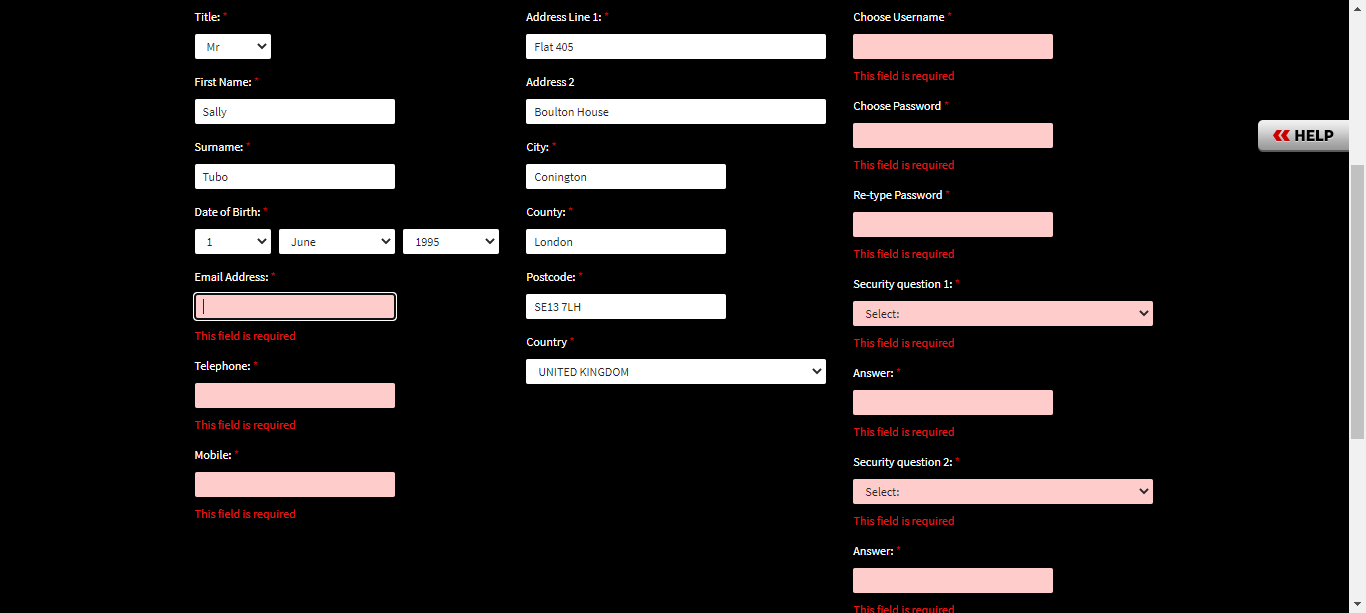 Title: *
Mr
First Name: *
Sally
Surname: *
Tubo
Date of Birth: *
1 June 1995
Email Address: *
This field is required
Telephone: *
This field is required
Mobile: *
This field is required
Address Line 1: *
Flat 405
Address 2
Boulton House
City: *
Conington
County: *
London
Postcode: *
SE13 7LH
Country *
UNITED KINGDOM
Choose Username *
This field is required
Choose Password *
This field is required
Re-type Password *
This field is required
Security question 1: *
Select:
This field is required
Answer: *
This field is required
Security question 2: *
Select:
This field is required
Answer: *
This field is required
HELP